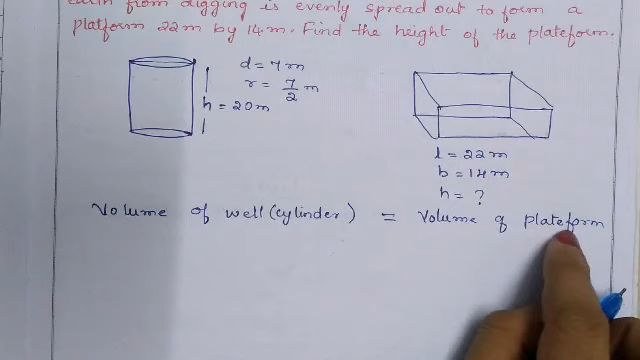 earth from digging is evenly spread out to form a
platform 22m by 14m. Find the height of the plateform.
d = 7m
r = 7/2 m
h = 20m
l = 22m
b = 14m
h = ?
Volume of well (cylinder) = Volume of plateform